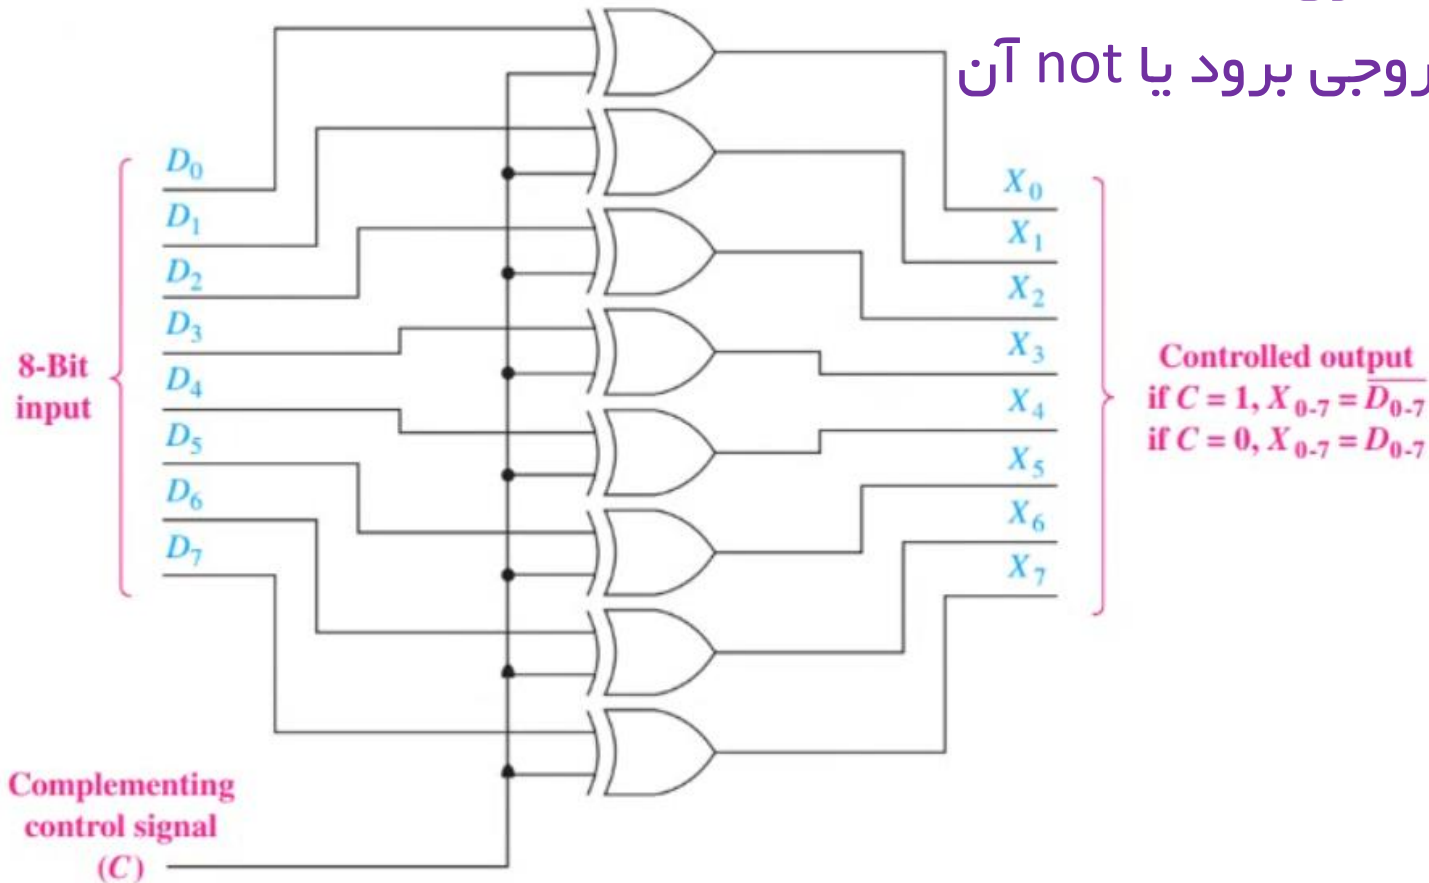 برود یا not آن
D₀
D₁
D₂
D₃
D₄
D₅
D₆
D₇
8-Bit
input
Complementing
control signal
(C)
X₀
X₁
X₂
X₃
X₄
X₅
X₆
X₇
Controlled output
if C = 1, X₀₋₇ = D̅₀₋₇
if C = 0, X₀₋₇ = D₀₋₇